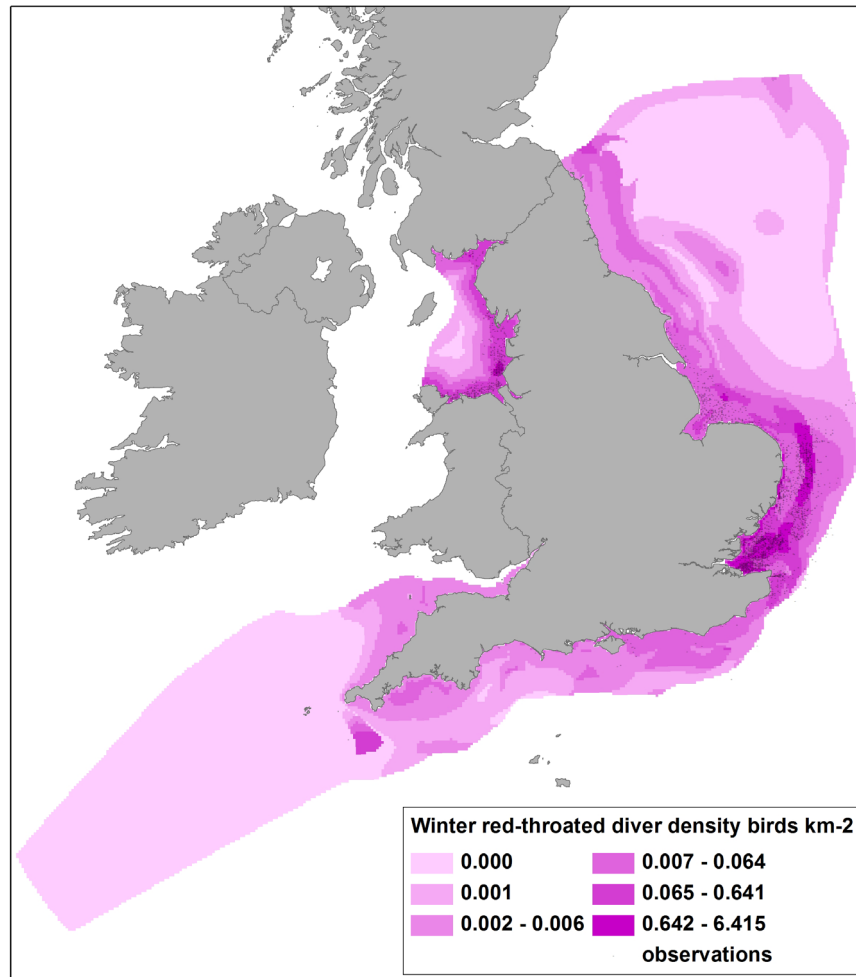 Winter red-throated diver density birds km-2
0.000
0.001
0.002 - 0.006
0.007 - 0.064
0.065 - 0.641
0.642 - 6.415
observations